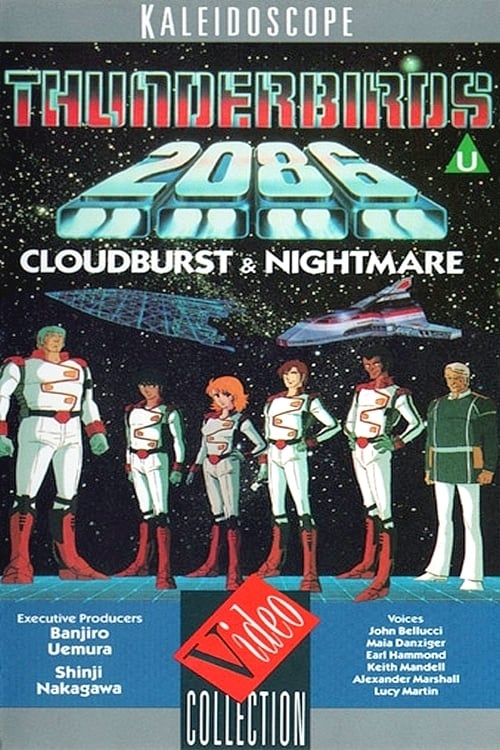 KALEIDOSCOPE
THUNDERBIRDS
2086
U
CLOUDBURST & NIGHTMARE
Executive Producers
Banjiro
Uemura
Shinji
Nakagawa
Video
COLLECTION
Voices
John Bellucci
Maia Danziger
Earl Hammond
Keith Mandell
Alexander Marshall
Lucy Martin